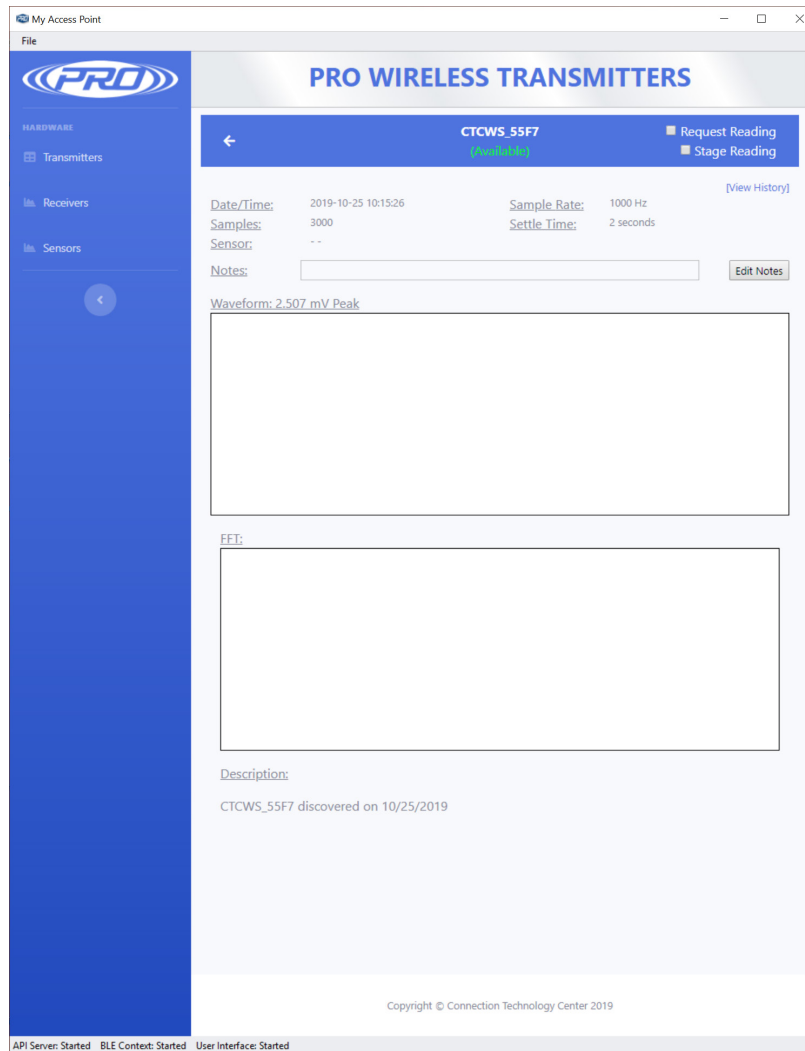 My Access Point
File
PRO
PRO WIRELESS TRANSMITTERS
HARDWARE
Transmitters
Receivers
Sensors
CTCWS_55F7
(Available)
Request Reading
Stage Reading
[View History]
Date/Time: 2019-10-25 10:15:26 Sample Rate: 1000 Hz
Samples: 3000 Settle Time: 2 seconds
Sensor: - -
Notes: Edit Notes
Waveform: 2.507 mV Peak
FFT:
Description:
CTCWS_55F7 discovered on 10/25/2019
Copyright © Connection Technology Center 2019
API Server: Started BLE Context: Started User Interface: Started